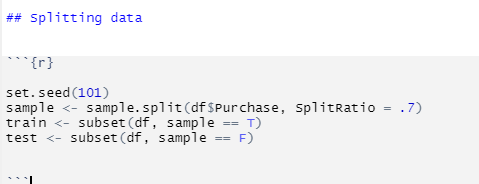 ## Splitting data
```{r}
set.seed(101)
sample <- sample.split(df$Purchase, SplitRatio = .7)
train <- subset(df, sample == T)
test <- subset(df, sample == F)
```